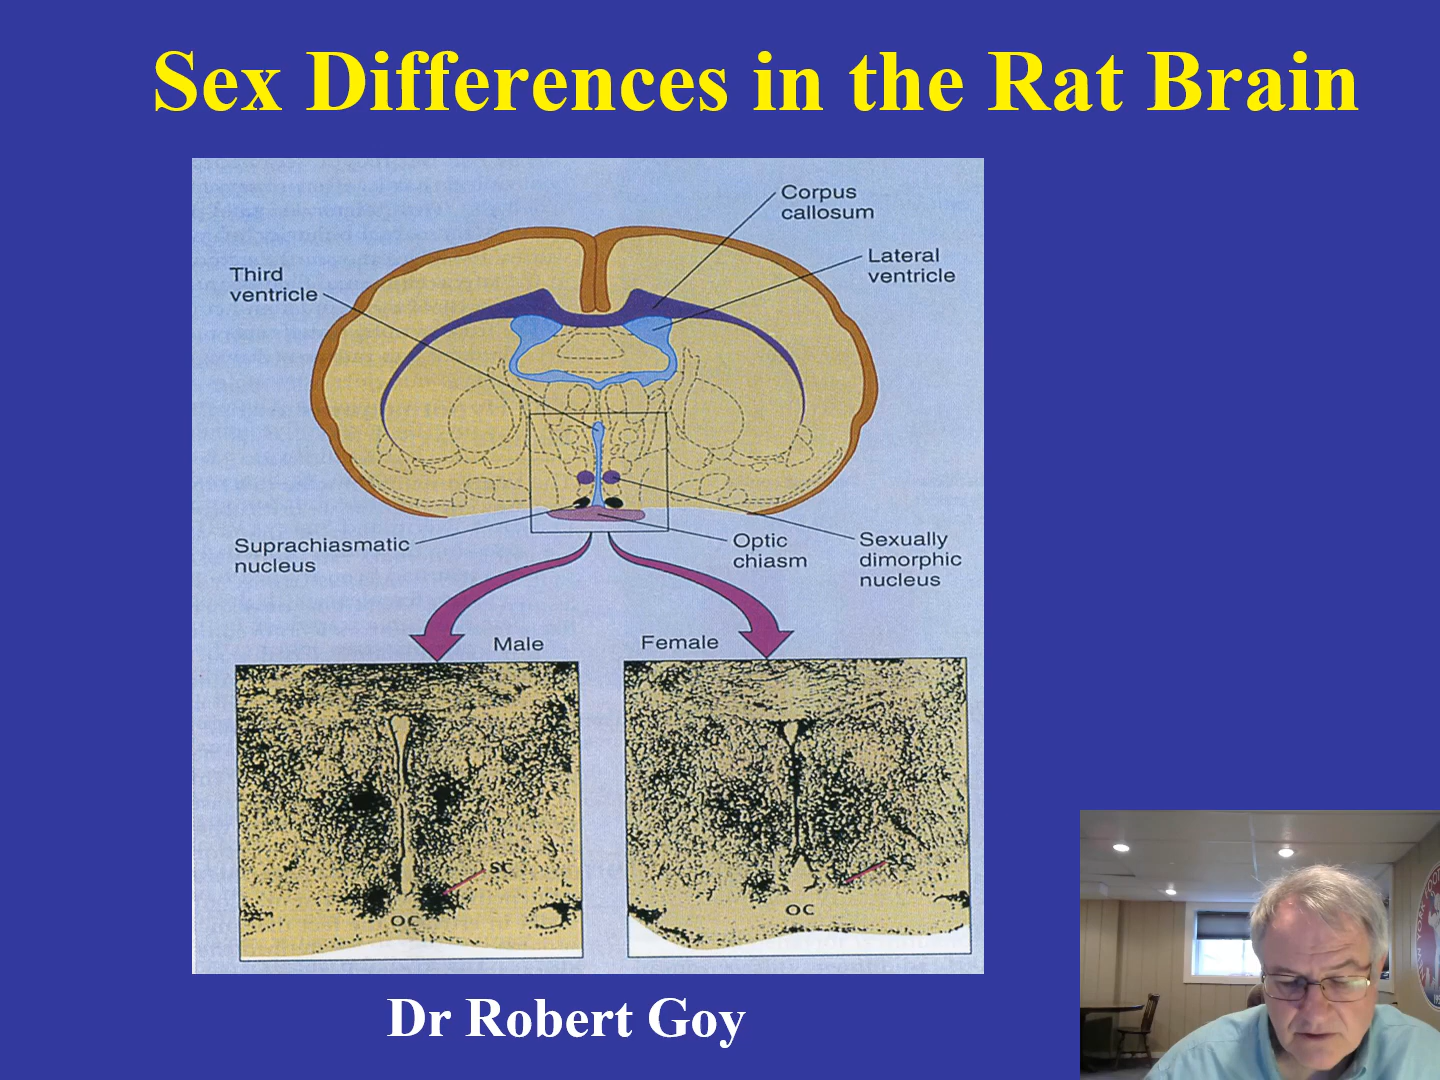 Sex Differences in the Rat Brain
Corpus
callosum
Lateral
ventricle
Third
ventricle
Suprachiasmatic
nucleus
Optic
chiasm
Sexually
dimorphic
nucleus
Male
Female
SC
SC
OC
OC
Dr Robert Goy